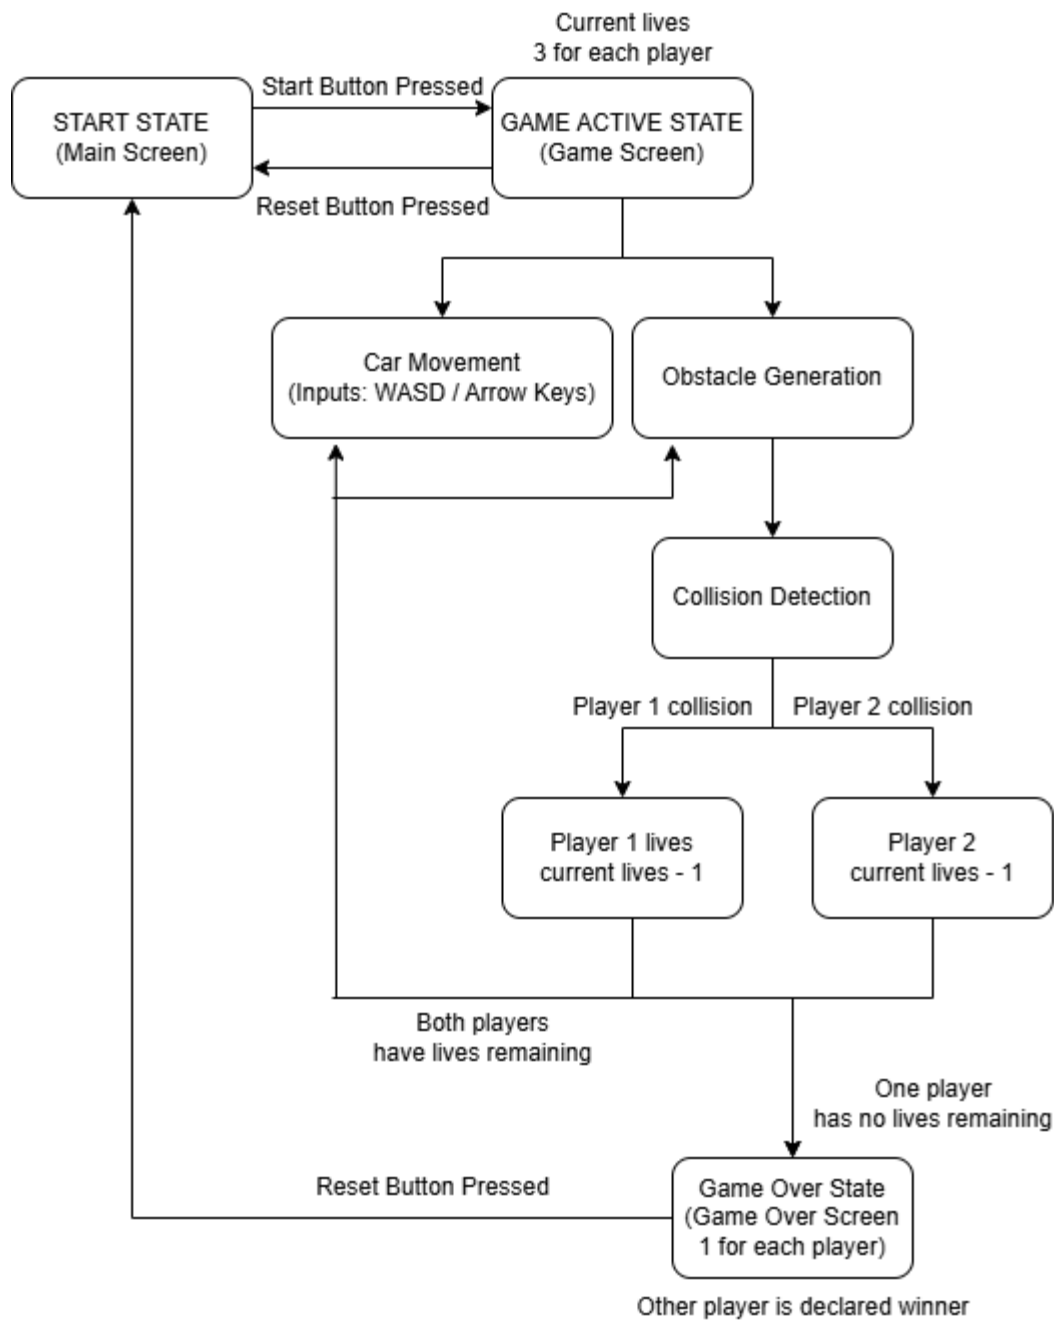 Current lives
3 for each player
Start Button Pressed
START STATE
(Main Screen)
GAME ACTIVE STATE
(Game Screen)
Reset Button Pressed
Car Movement
(Inputs: WASD / Arrow Keys)
Obstacle Generation
Collision Detection
Player 1 collision
Player 2 collision
Player 1 lives
current lives - 1
Player 2
current lives - 1
Both players
have lives remaining
One player
has no lives remaining
Reset Button Pressed
Game Over State
(Game Over Screen
1 for each player)
Other player is declared winner